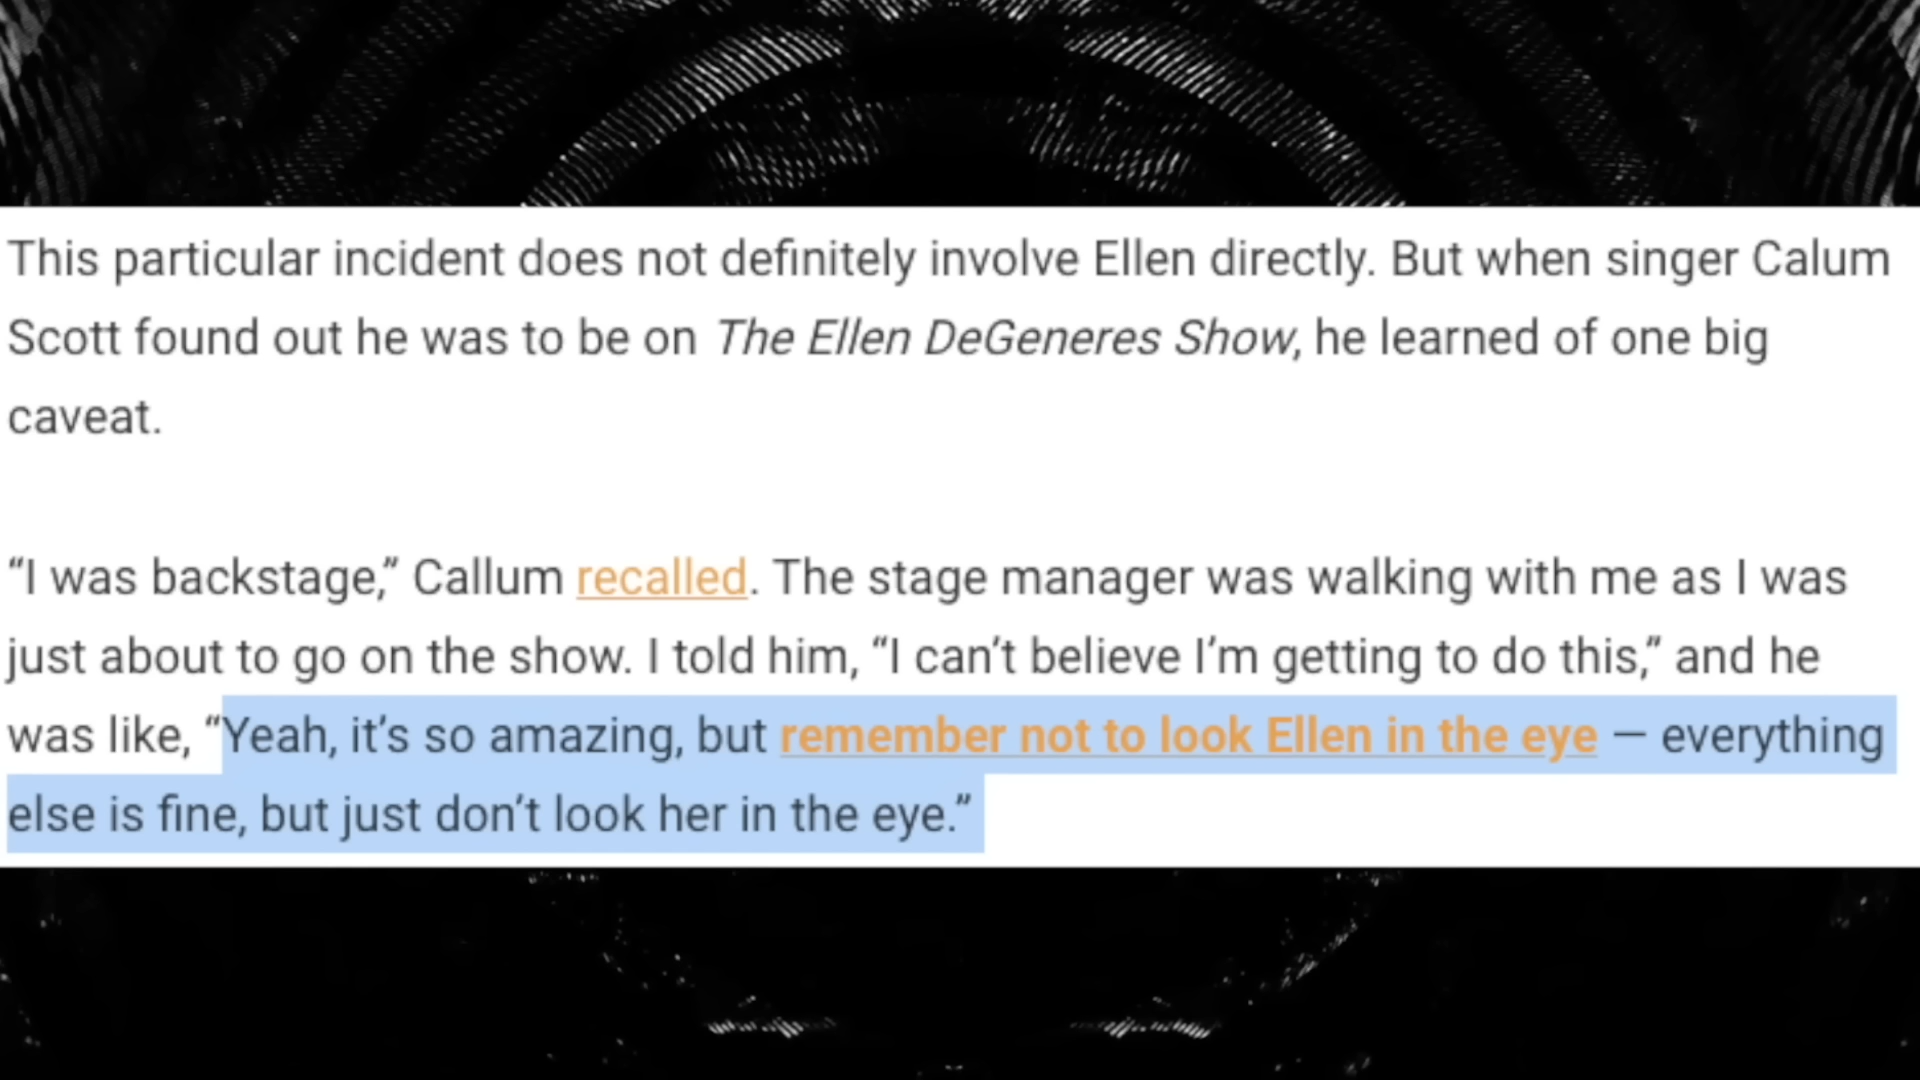 This particular incident does not definitely involve Ellen directly. But when singer Calum
Scott found out he was to be on The Ellen DeGeneres Show, he learned of one big
caveat.
“I was backstage,” Callum recalled. The stage manager was walking with me as I was
just about to go on the show. I told him, “I can’t believe I’m getting to do this,” and he
was like, “Yeah, it’s so amazing, but remember not to look Ellen in the eye — everything
else is fine, but just don’t look her in the eye.”